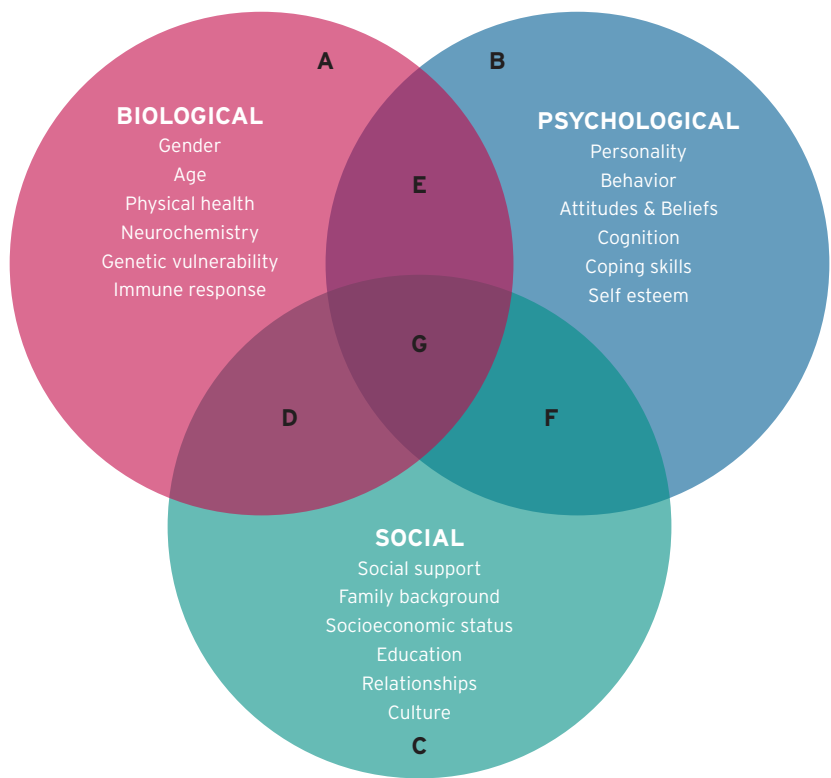 A
B
BIOLOGICAL
Gender
Age
Physical health
Neurochemistry
Genetic vulnerability
Immune response
PSYCHOLOGICAL
Personality
Behavior
Attitudes & Beliefs
Cognition
Coping skills
Self esteem
E
G
D
F
SOCIAL
Social support
Family background
Socioeconomic status
Education
Relationships
Culture
C